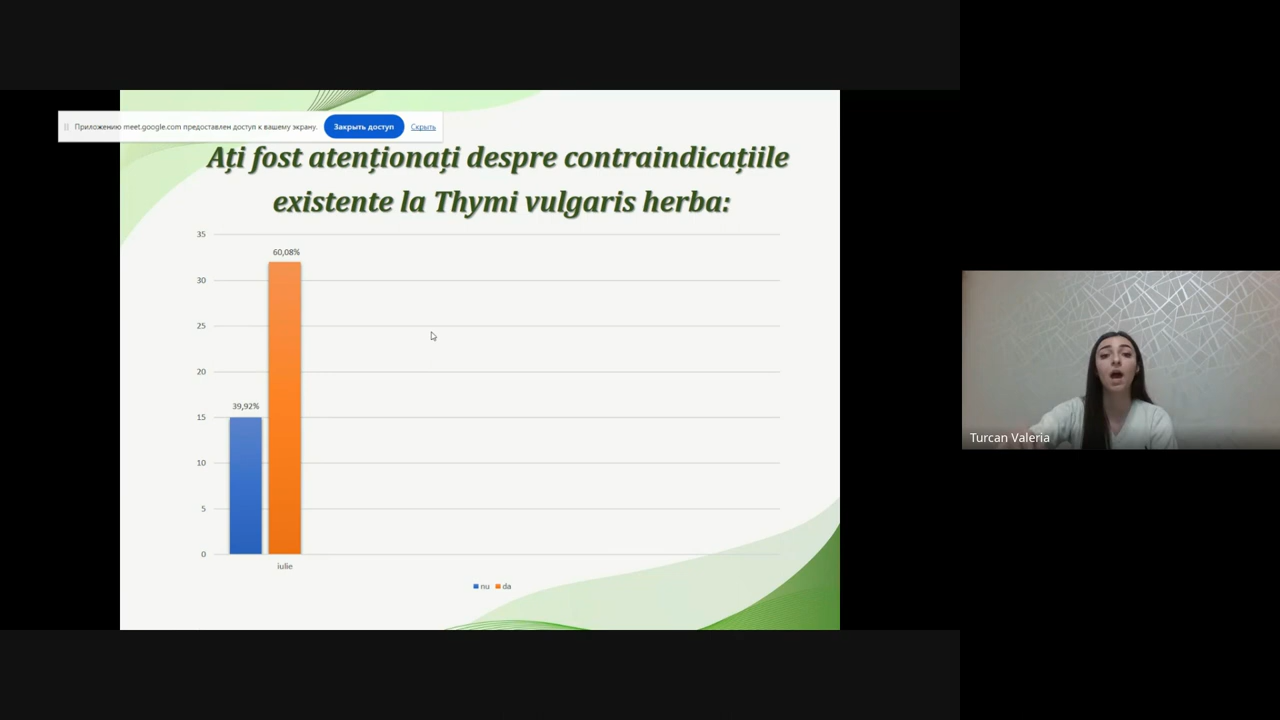 Приложению meet.google.com предоставлен доступ к вашему экрану.
Закрыть доступ
Скрыть
Ați fost atenționați despre contraindicațiile
existente la Thymi vulgaris herba:
35
60,08%
30
25
20
39,92%
15
10
5
0
iulie
nu da
Turcan Valeria